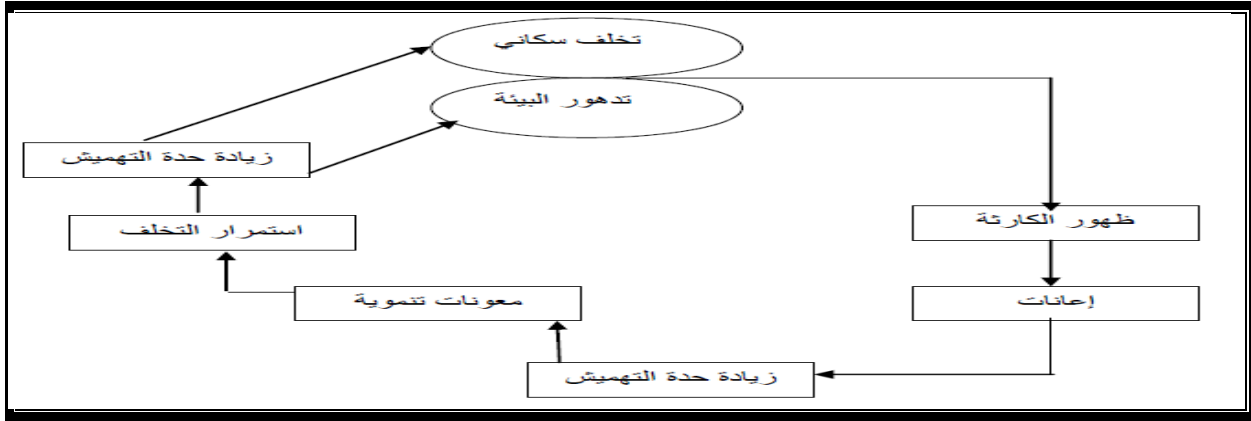 تخلف سكاني
تدهور البيئة
زيادة حدة التهميش
ظهور الكارثة
استمرار التخلف
معونات تنموية
إعانات
زيادة حدة التهميش